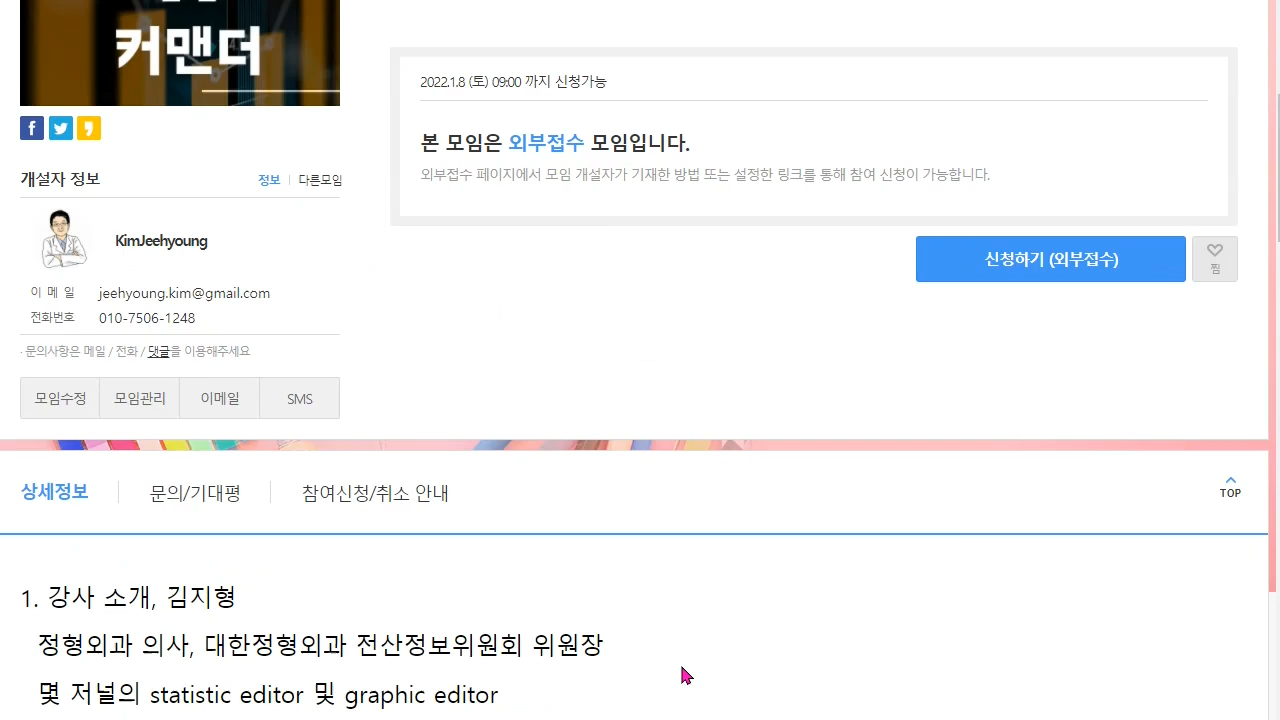 커맨더
2022.1.8 (토) 09:00 까지 신청가능
본 모임은 외부접수 모임입니다.
외부접수 페이지에서 모임 개설자가 기재한 방법 또는 설정한 링크를 통해 참여 신청이 가능합니다.
신청하기 (외부접수)
찜
개설자 정보
정보
다른모임
KimJeehyoung
이 메 일 jeehyoung.kim@gmail.com
전화번호 010-7506-1248
· 문의사항은 메일 / 전화 / 댓글을 이용해주세요
모임수정
모임관리
이메일
SMS
상세정보
문의/기대평
참여신청/취소 안내
TOP
1. 강사 소개, 김지형
정형외과 의사, 대한정형외과 전산정보위원회 위원장
몇 저널의 statistic editor 및 graphic editor